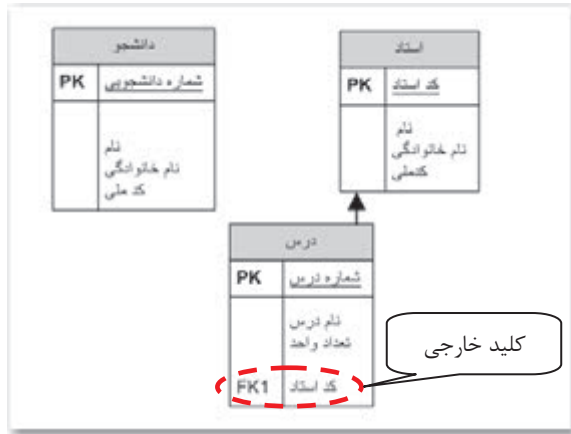 دانشجو
PK شماره دانشجویی
نام
نام خانوادگی
کد ملی
استاد
PK کد استاد
نام
نام خانوادگی
کدملی
درس
PK شماره درس
نام درس
تعداد واحد
FK1 کد استاد
کلید خارجی